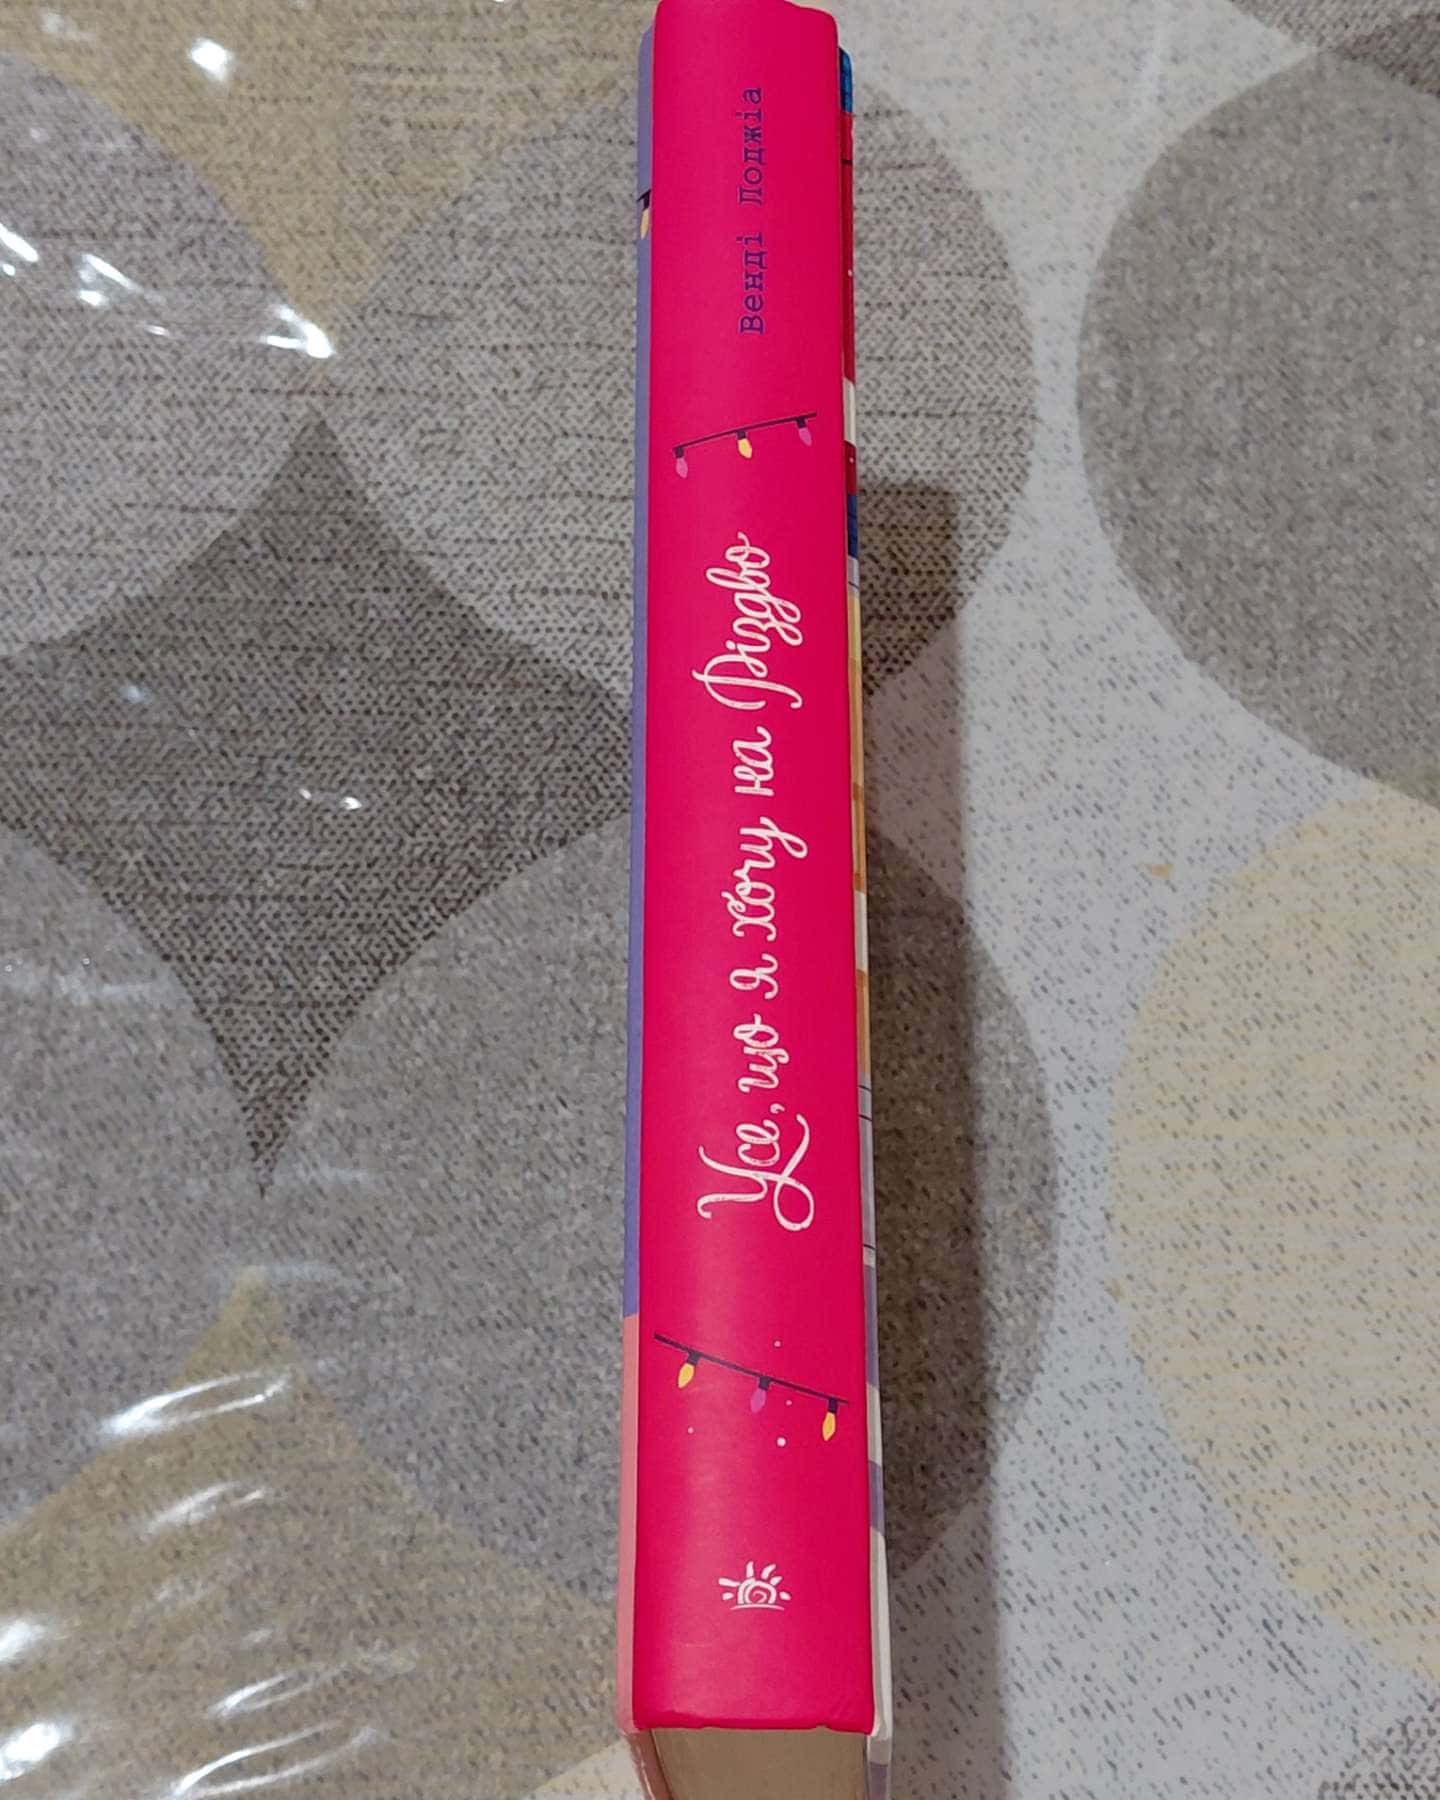 Усе, що я хочу на Різдво
Венді Лоджіа